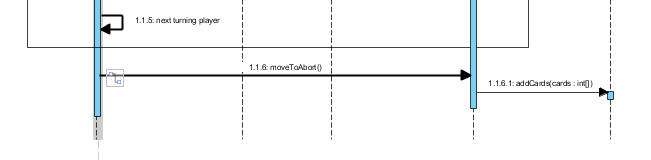 1.1.5: next turning player
1.1.6: moveToAbort()
1.1.6.1: addCards(cards : int[])